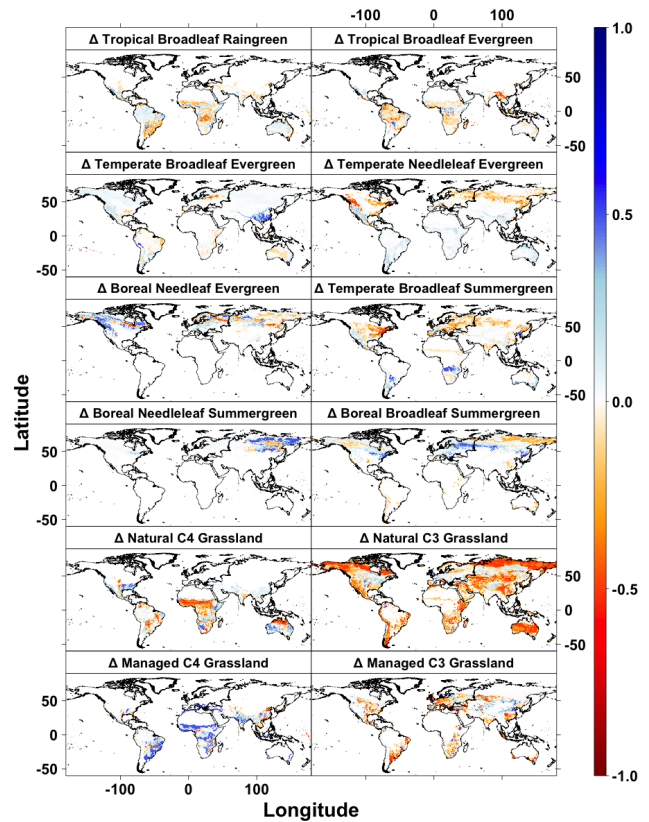 -100 0 100
Δ Tropical Broadleaf Raingreen
Δ Tropical Broadleaf Evergreen
1.0
50
0
-50
Δ Temperate Broadleaf Evergreen
Δ Temperate Needleleaf Evergreen
50
0
-50
0.5
Δ Boreal Needleleaf Evergreen
Δ Temperate Broadleaf Summergreen
50
0
-50
0.0
Latitude
Δ Boreal Needleleaf Summergreen
Δ Boreal Broadleaf Summergreen
50
0
-50
Δ Natural C4 Grassland
Δ Natural C3 Grassland
50
0
-50
-0.5
Δ Managed C4 Grassland
Δ Managed C3 Grassland
50
0
-50
-1.0
-100 0 100
Longitude